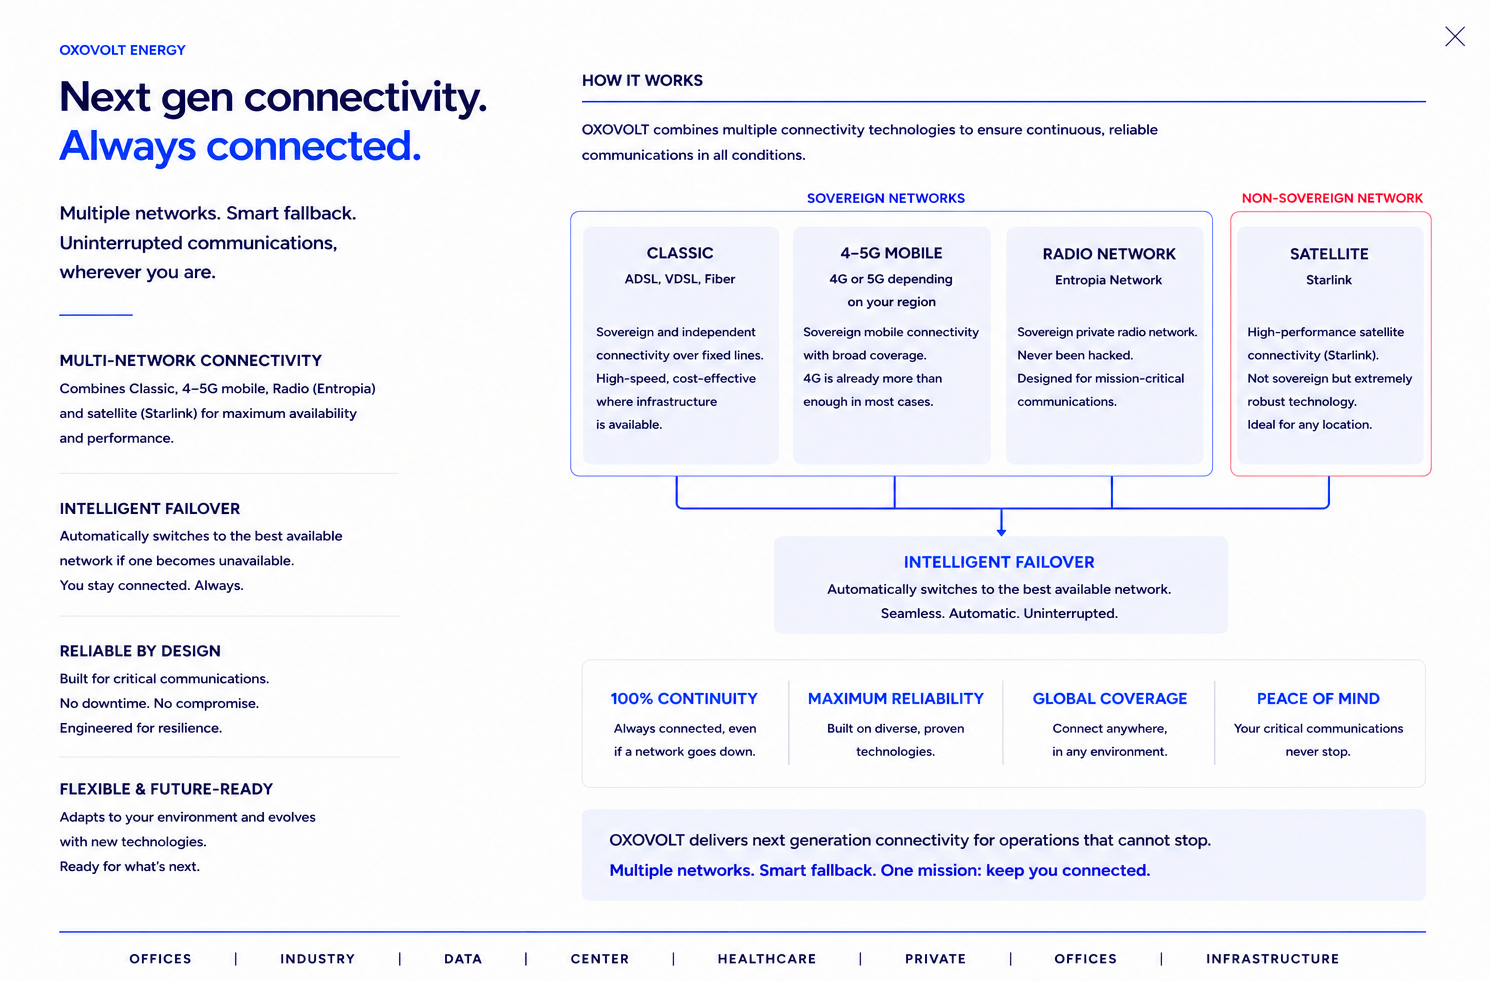 OXOVOLT ENERGY
Next gen connectivity.
Always connected.
Multiple networks. Smart fallback.
Uninterrupted communications,
wherever you are.
MULTI-NETWORK CONNECTIVITY
Combines Classic, 4–5G mobile, Radio (Entropia)
and satellite (Starlink) for maximum availability
and performance.
INTELLIGENT FAILOVER
Automatically switches to the best available
network if one becomes unavailable.
You stay connected. Always.
RELIABLE BY DESIGN
Built for critical communications.
No downtime. No compromise.
Engineered for resilience.
FLEXIBLE & FUTURE-READY
Adapts to your environment and evolves
with new technologies.
Ready for what's next.
HOW IT WORKS
OXOVOLT combines multiple connectivity technologies to ensure continuous, reliable
communications in all conditions.
SOVEREIGN NETWORKS
CLASSIC
ADSL, VDSL, Fiber
Sovereign and independent
connectivity over fixed lines.
High-speed, cost-effective
where infrastructure
is available.
4–5G MOBILE
4G or 5G depending
on your region
Sovereign mobile connectivity
with broad coverage.
4G is already more than
enough in most cases.
RADIO NETWORK
Entropia Network
Sovereign private radio network.
Never been hacked.
Designed for mission-critical
communications.
NON-SOVEREIGN NETWORK
SATELLITE
Starlink
High-performance satellite
connectivity (Starlink).
Not sovereign but extremely
robust technology.
Ideal for any location.
INTELLIGENT FAILOVER
Automatically switches to the best available network.
Seamless. Automatic. Uninterrupted.
100% CONTINUITY
Always connected, even
if a network goes down.
MAXIMUM RELIABILITY
Built on diverse, proven
technologies.
GLOBAL COVERAGE
Connect anywhere,
in any environment.
PEACE OF MIND
Your critical communications
never stop.
OXOVOLT delivers next generation connectivity for operations that cannot stop.
Multiple networks. Smart fallback. One mission: keep you connected.
OFFICES | INDUSTRY | DATA | CENTER | HEALTHCARE | PRIVATE | OFFICES | INFRASTRUCTURE